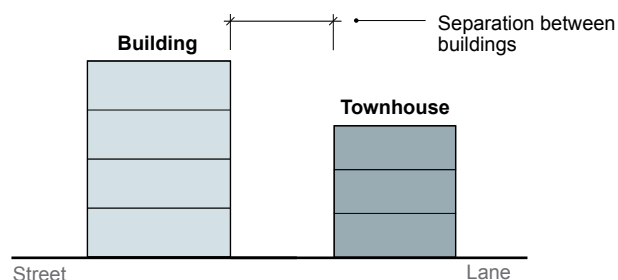 Separation between
buildings
Building
Townhouse
Street
Lane